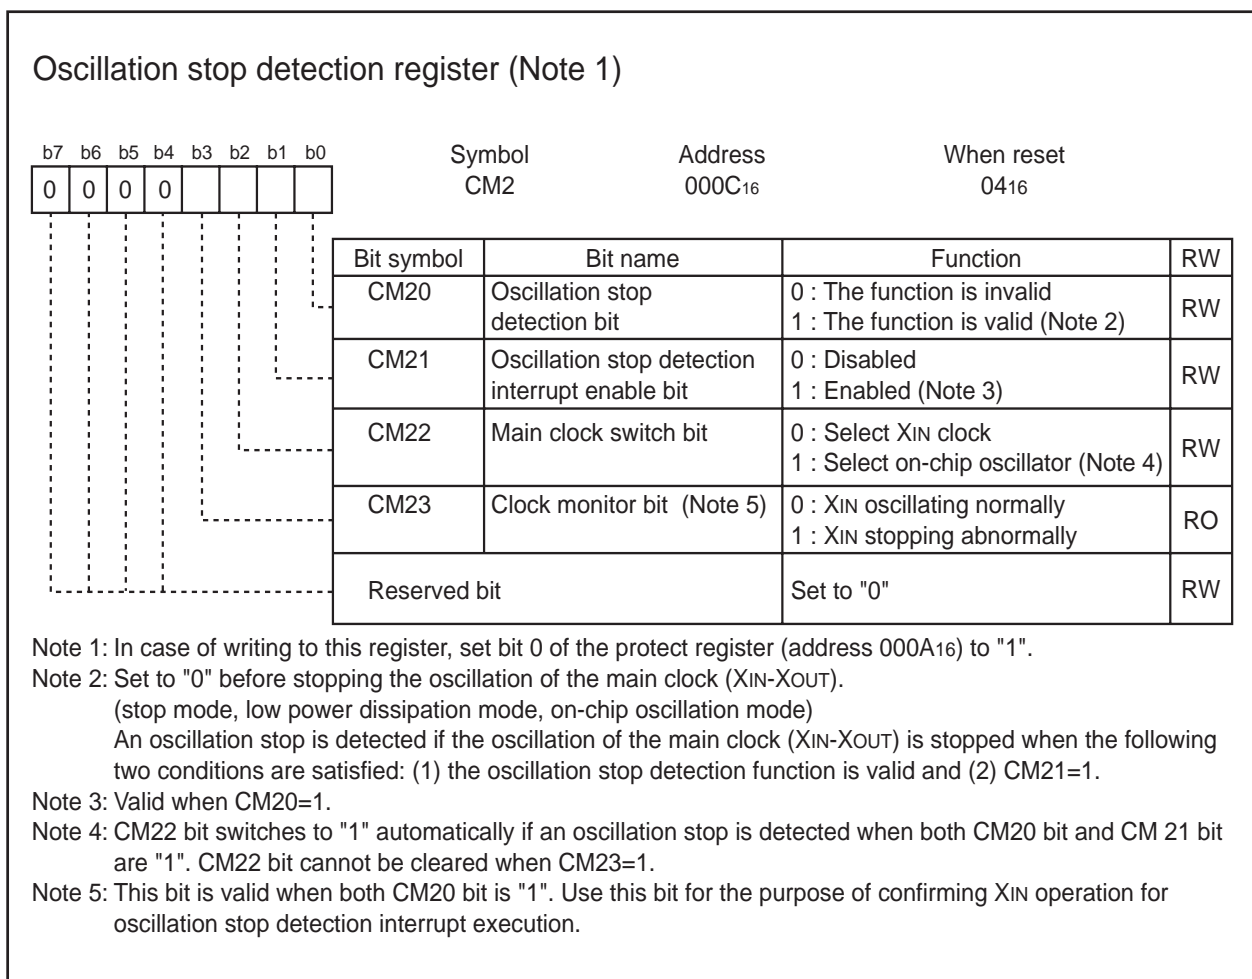 Oscillation stop detection register (Note 1)
b7 b6 b5 b4 b3 b2 b1 b0
0 0 0 0
Symbol Address When reset
CM2 000C16 0416
Bit symbol Bit name Function RW
CM20 Oscillation stop 0 : The function is invalid RW
detection bit 1 : The function is valid (Note 2)
CM21 Oscillation stop detection 0 : Disabled RW
interrupt enable bit 1 : Enabled (Note 3)
CM22 Main clock switch bit 0 : Select XIN clock RW
1 : Select on-chip oscillator (Note 4)
CM23 Clock monitor bit (Note 5) 0 : XIN oscillating normally RO
1 : XIN stopping abnormally
Reserved bit Set to "0" RW
Note 1: In case of writing to this register, set bit 0 of the protect register (address 000A16) to "1".
Note 2: Set to "0" before stopping the oscillation of the main clock (XIN-XOUT).
(stop mode, low power dissipation mode, on-chip oscillation mode)
An oscillation stop is detected if the oscillation of the main clock (XIN-XOUT) is stopped when the following
two conditions are satisfied: (1) the oscillation stop detection function is valid and (2) CM21=1.
Note 3: Valid when CM20=1.
Note 4: CM22 bit switches to "1" automatically if an oscillation stop is detected when both CM20 bit and CM 21 bit
are "1". CM22 bit cannot be cleared when CM23=1.
Note 5: This bit is valid when both CM20 bit is "1". Use this bit for the purpose of confirming XIN operation for
oscillation stop detection interrupt execution.